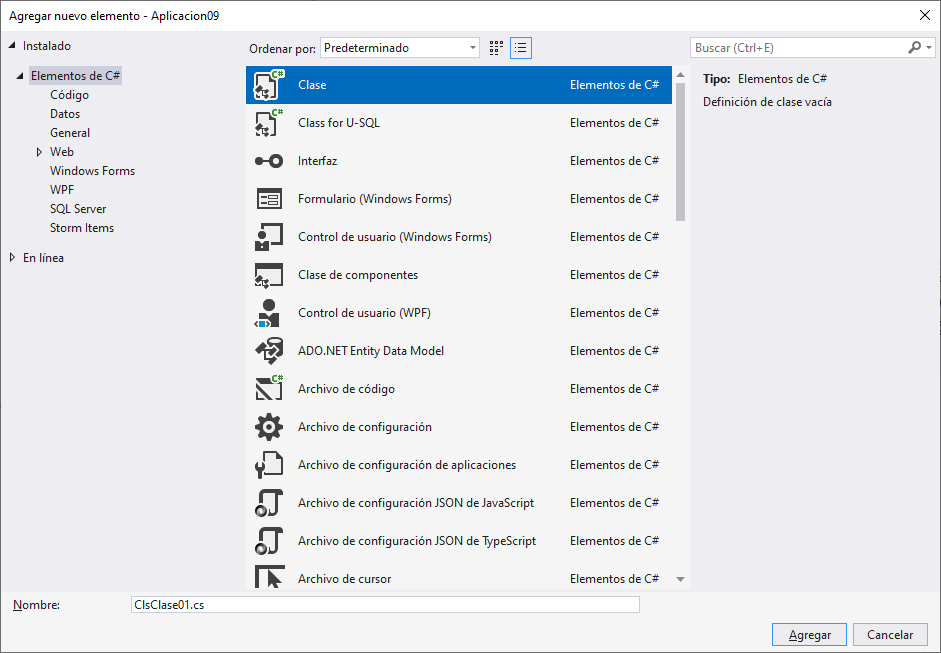 Agregar nuevo elemento - Aplicacion09
Instalado
Ordenar por: Predeterminado
Buscar (Ctrl+E)
Elementos de C#
Código
Datos
General
Web
Windows Forms
WPF
SQL Server
Storm Items
En línea
C# Clase Elementos de C#
C# Class for U-SQL Elementos de C#
Interfaz Elementos de C#
Formulario (Windows Forms) Elementos de C#
Control de usuario (Windows Forms) Elementos de C#
Clase de componentes Elementos de C#
Control de usuario (WPF) Elementos de C#
ADO.NET Entity Data Model Elementos de C#
C# Archivo de código Elementos de C#
Archivo de configuración Elementos de C#
Archivo de configuración de aplicaciones Elementos de C#
Archivo de configuración JSON de JavaScript Elementos de C#
Archivo de configuración JSON de TypeScript Elementos de C#
Archivo de cursor Elementos de C#
Tipo: Elementos de C#
Definición de clase vacía
Nombre: ClsClase01.cs
Agregar Cancelar